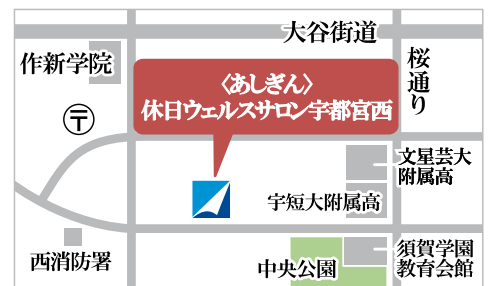 大谷街道
作新学院
桜通り
〈あしぎん〉
休日ウェルスサロン宇都宮西
〒
文星芸大
附属高
宇短大附属高
西消防署
中央公園
須賀学園
教育会館